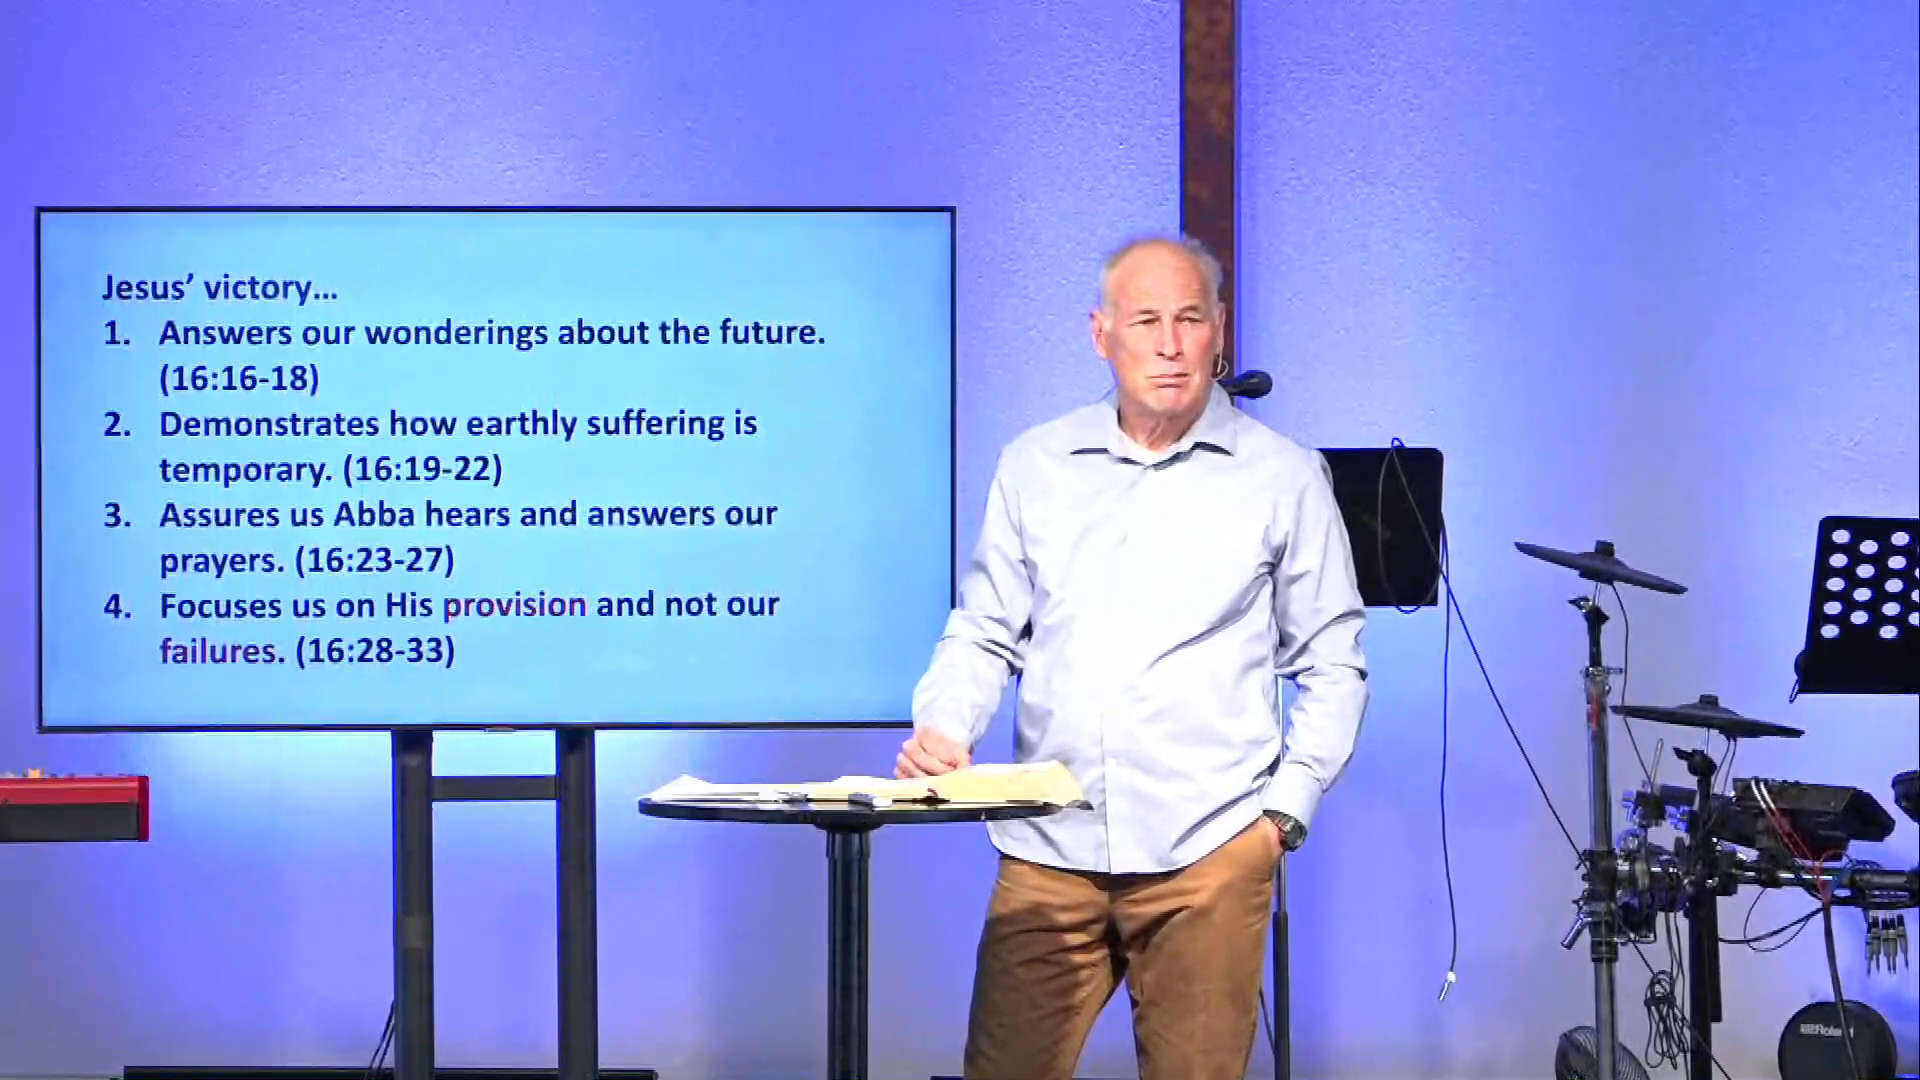 Jesus’ victory...
1. Answers our wonderings about the future.
(16:16-18)
2. Demonstrates how earthly suffering is
temporary. (16:19-22)
3. Assures us Abba hears and answers our
prayers. (16:23-27)
4. Focuses us on His provision and not our
failures. (16:28-33)
Roland